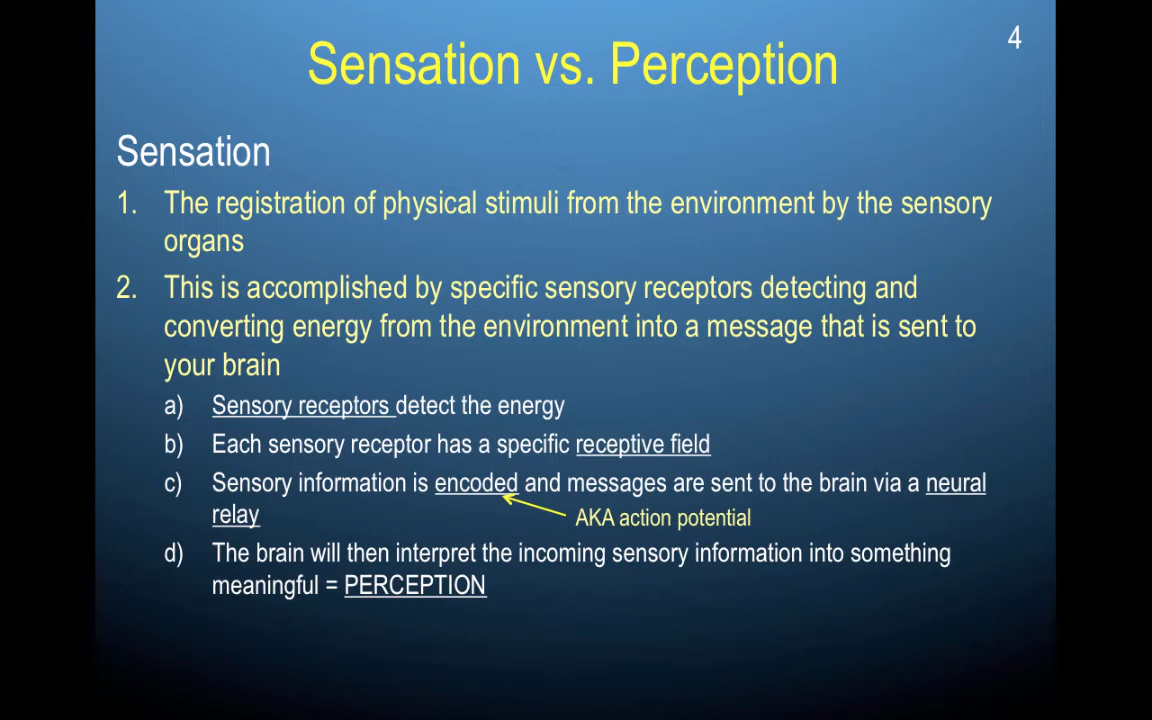 4
Sensation vs. Perception
Sensation
1. The registration of physical stimuli from the environment by the sensory
organs
2. This is accomplished by specific sensory receptors detecting and
converting energy from the environment into a message that is sent to
your brain
a) Sensory receptors detect the energy
b) Each sensory receptor has a specific receptive field
c) Sensory information is encoded and messages are sent to the brain via a neural
relay
AKA action potential
d) The brain will then interpret the incoming sensory information into something
meaningful = PERCEPTION